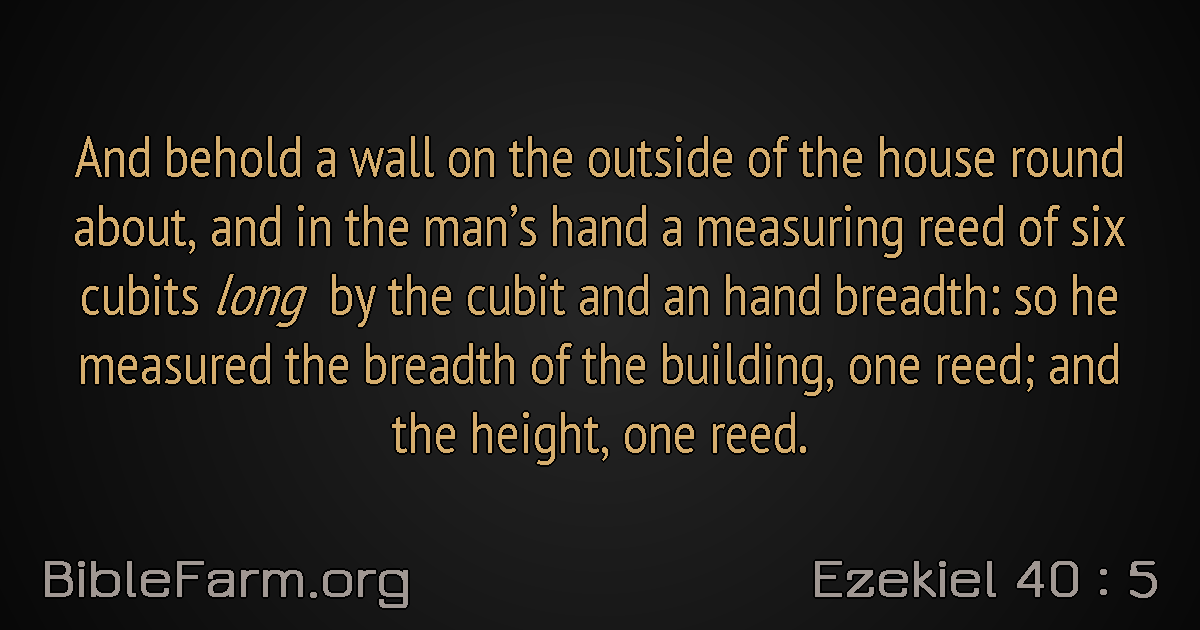 And behold a wall on the outside of the house round
about, and in the man’s hand a measuring reed of six
cubits long by the cubit and an hand breadth: so he
measured the breadth of the building, one reed; and
the height, one reed.
BibleFarm.org
Ezekiel 40 : 5